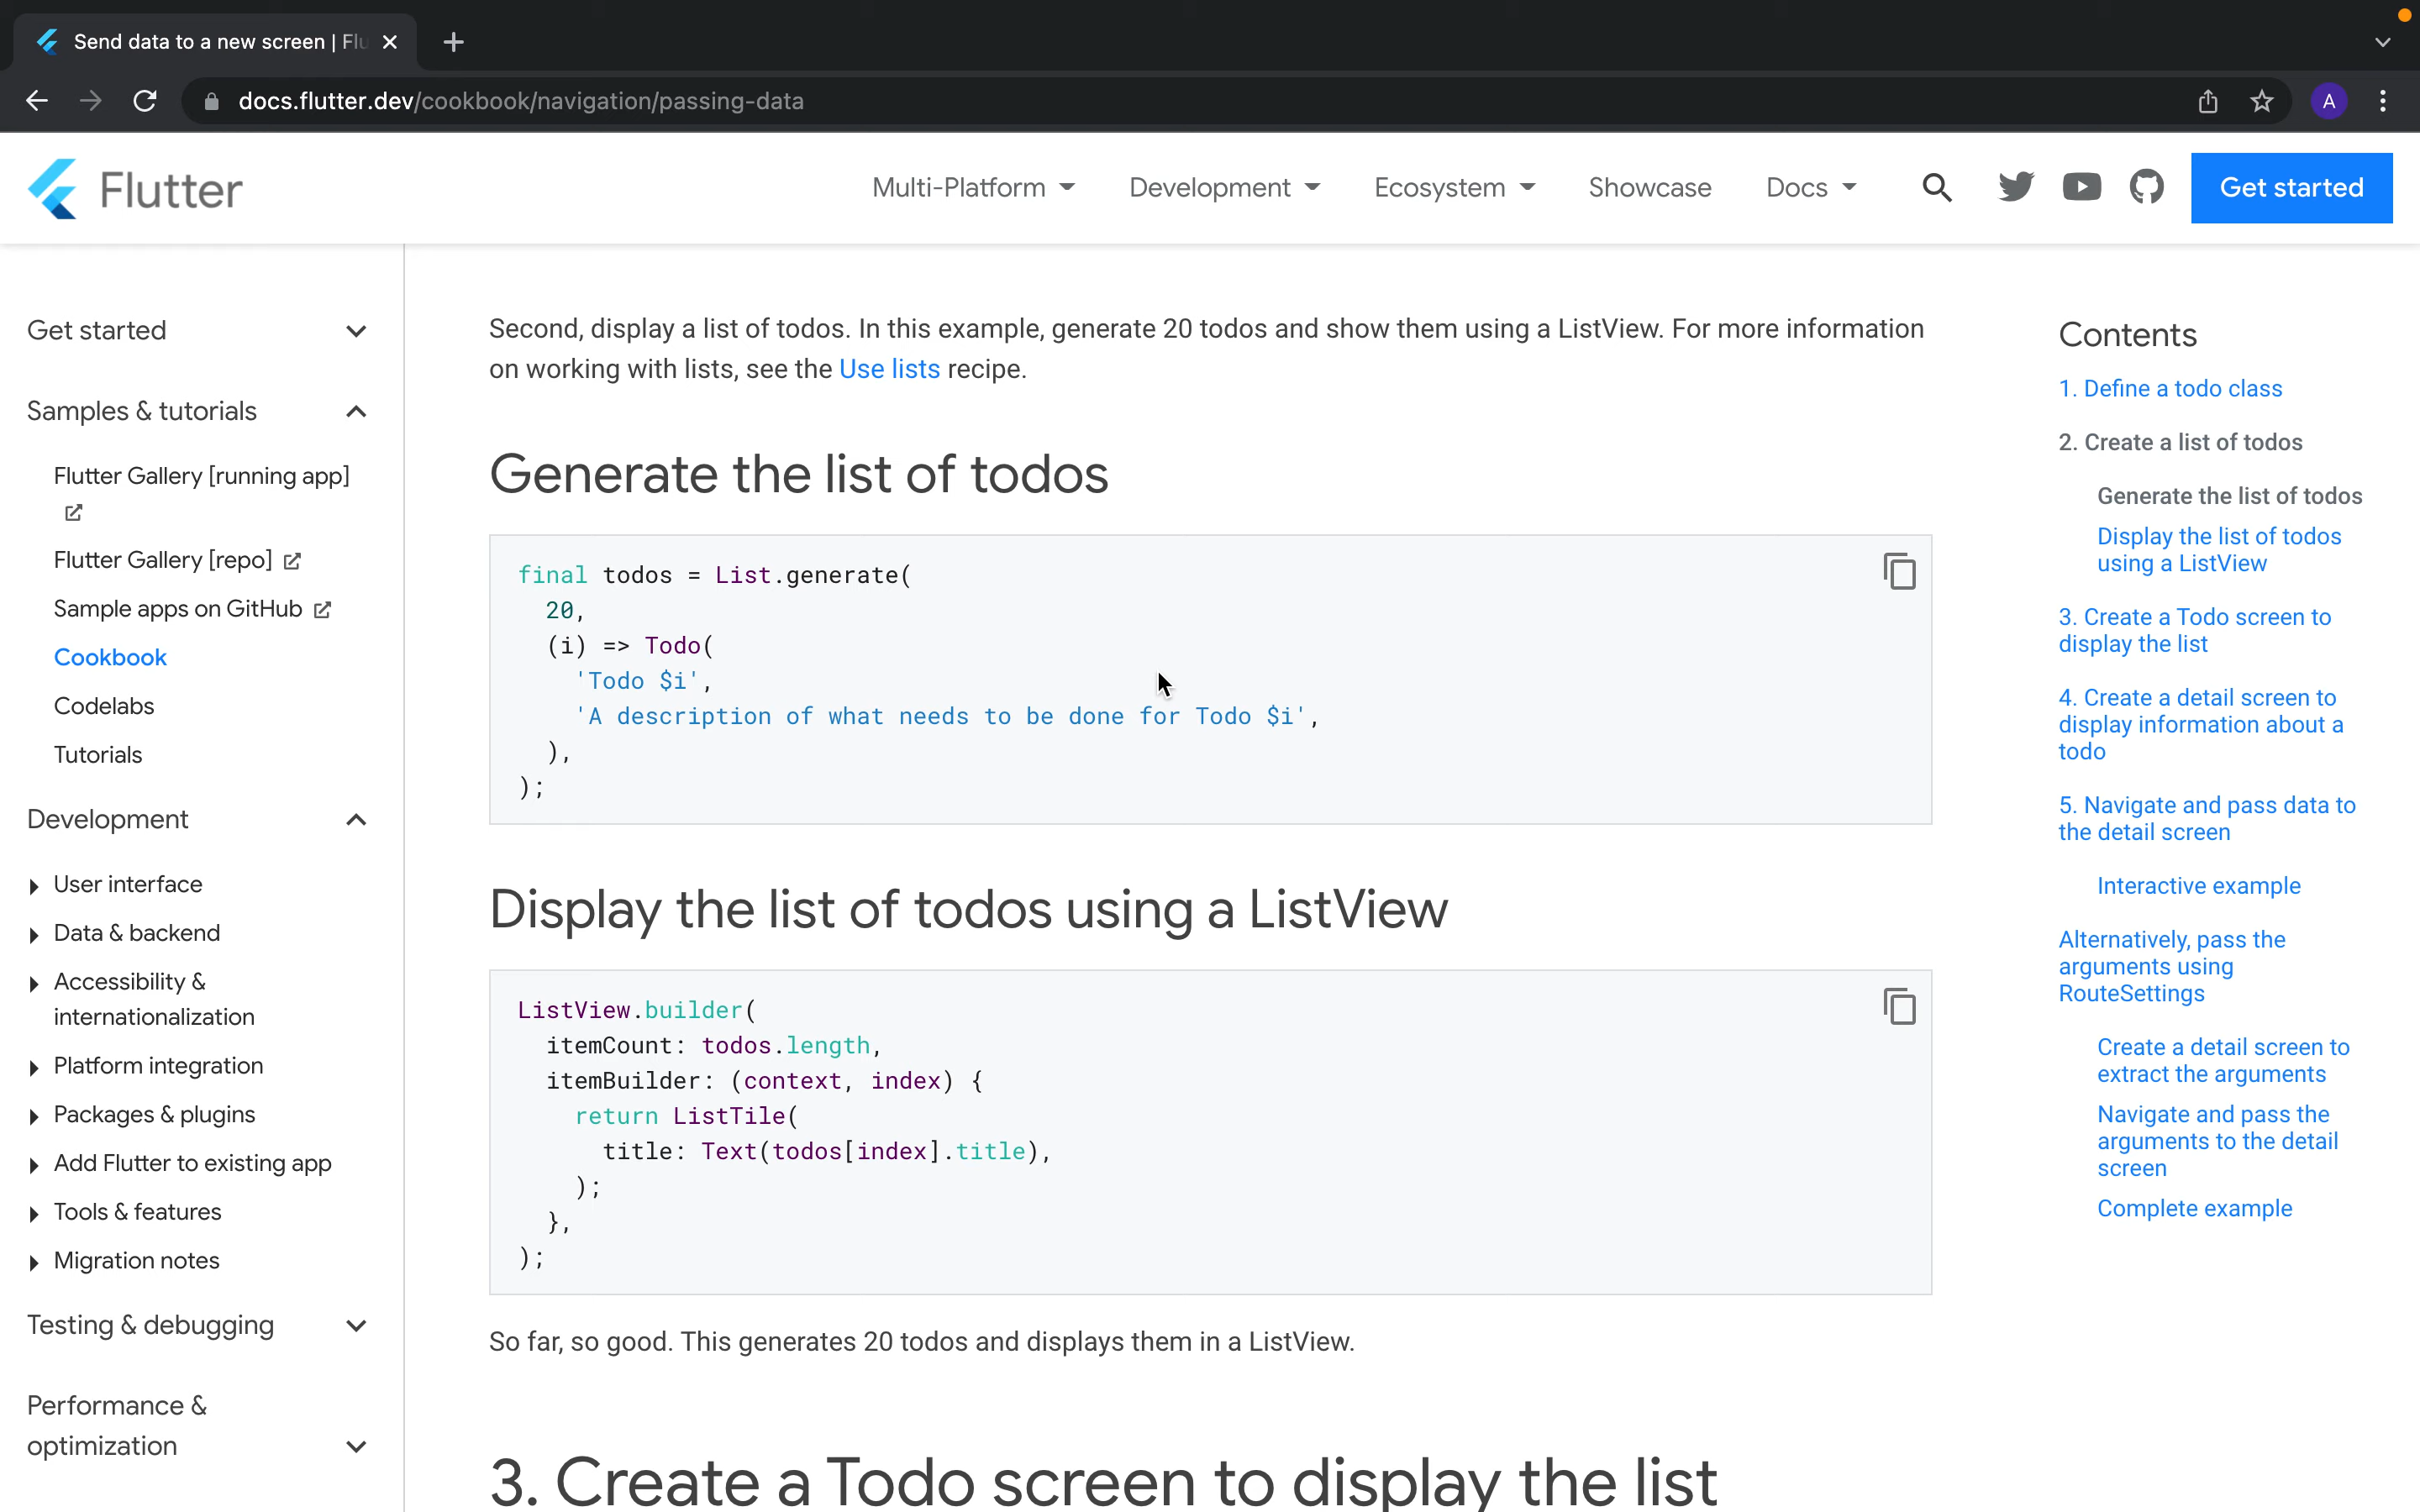 Send data to a new screen | Flu
docs.flutter.dev/cookbook/navigation/passing-data
A
Flutter
Multi-Platform
Development
Ecosystem
Showcase
Docs
Get started
Get started
Samples & tutorials
Flutter Gallery [running app]
Flutter Gallery [repo]
Sample apps on GitHub
Cookbook
Codelabs
Tutorials
Development
User interface
Data & backend
Accessibility &
internationalization
Platform integration
Packages & plugins
Add Flutter to existing app
Tools & features
Migration notes
Testing & debugging
Performance &
optimization
Second, display a list of todos. In this example, generate 20 todos and show them using a ListView. For more information
on working with lists, see the Use lists recipe.
Generate the list of todos
final todos = List.generate(
  20,
  (i) => Todo(
    'Todo $i',
    'A description of what needs to be done for Todo $i',
  ),
);
Display the list of todos using a ListView
ListView.builder(
  itemCount: todos.length,
  itemBuilder: (context, index) {
    return ListTile(
      title: Text(todos[index].title),
    );
  },
);
So far, so good. This generates 20 todos and displays them in a ListView.
3. Create a Todo screen to display the list
Contents
1. Define a todo class
2. Create a list of todos
Generate the list of todos
Display the list of todos
using a ListView
3. Create a Todo screen to
display the list
4. Create a detail screen to
display information about a
todo
5. Navigate and pass data to
the detail screen
Interactive example
Alternatively, pass the
arguments using
RouteSettings
Create a detail screen to
extract the arguments
Navigate and pass the
arguments to the detail
screen
Complete example